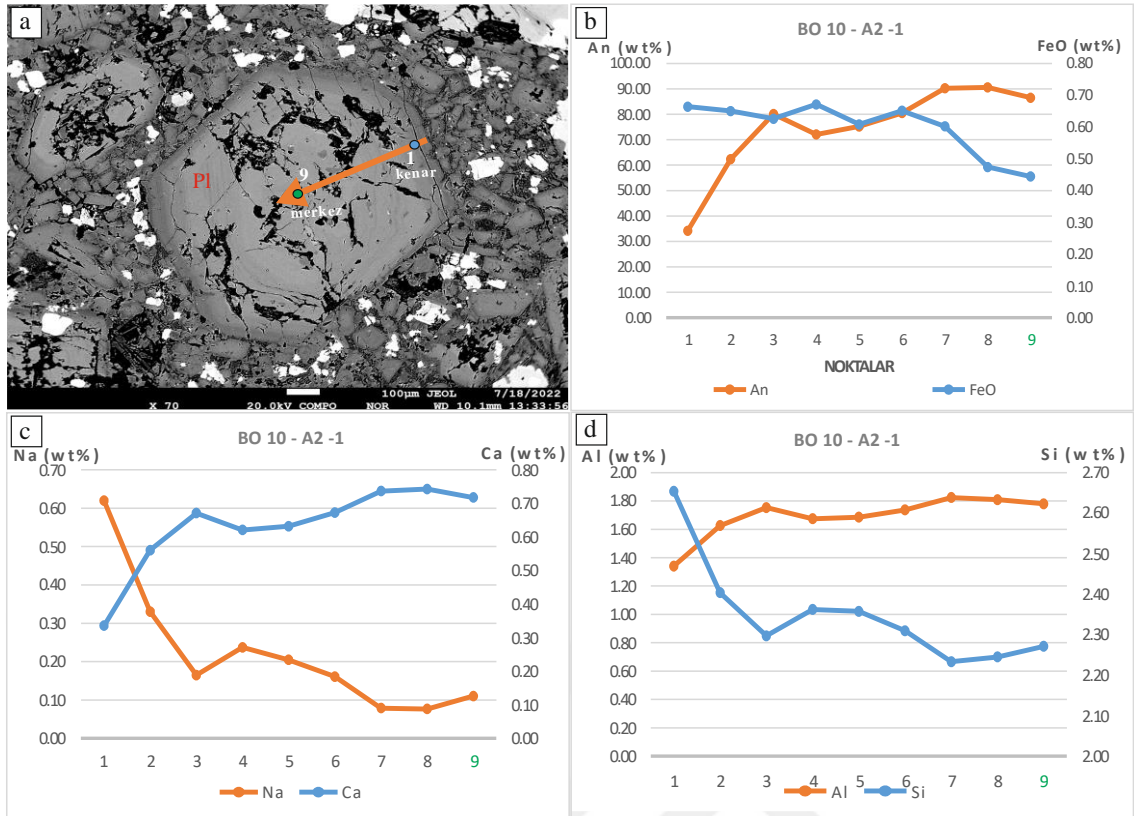 a
Pl
9
merkez
1
kenar
100µm JEOL 7/18/2022
X 70 20.0kV COMPO NOR WD 10.1mm 13:33:56
b
BO 10 - A2 -1
An (wt%)
FeO (wt%)
100.00
90.00
80.00
70.00
60.00
50.00
40.00
30.00
20.00
10.00
0.00
0.80
0.70
0.60
0.50
0.40
0.30
0.20
0.10
0.00
1 2 3 4 5 6 7 8 9
NOKTALAR
An FeO
c
BO 10 - A2 -1
Na (wt%)
Ca (wt%)
0.70
0.60
0.50
0.40
0.30
0.20
0.10
0.00
0.80
0.70
0.60
0.50
0.40
0.30
0.20
0.10
0.00
1 2 3 4 5 6 7 8 9
Na Ca
d
BO 10 - A2 -1
Al (wt%)
Si (wt%)
2.00
1.80
1.60
1.40
1.20
1.00
0.80
0.60
0.40
0.20
0.00
2.70
2.60
2.50
2.40
2.30
2.20
2.10
2.00
1 2 3 4 5 6 7 8 9
Al Si